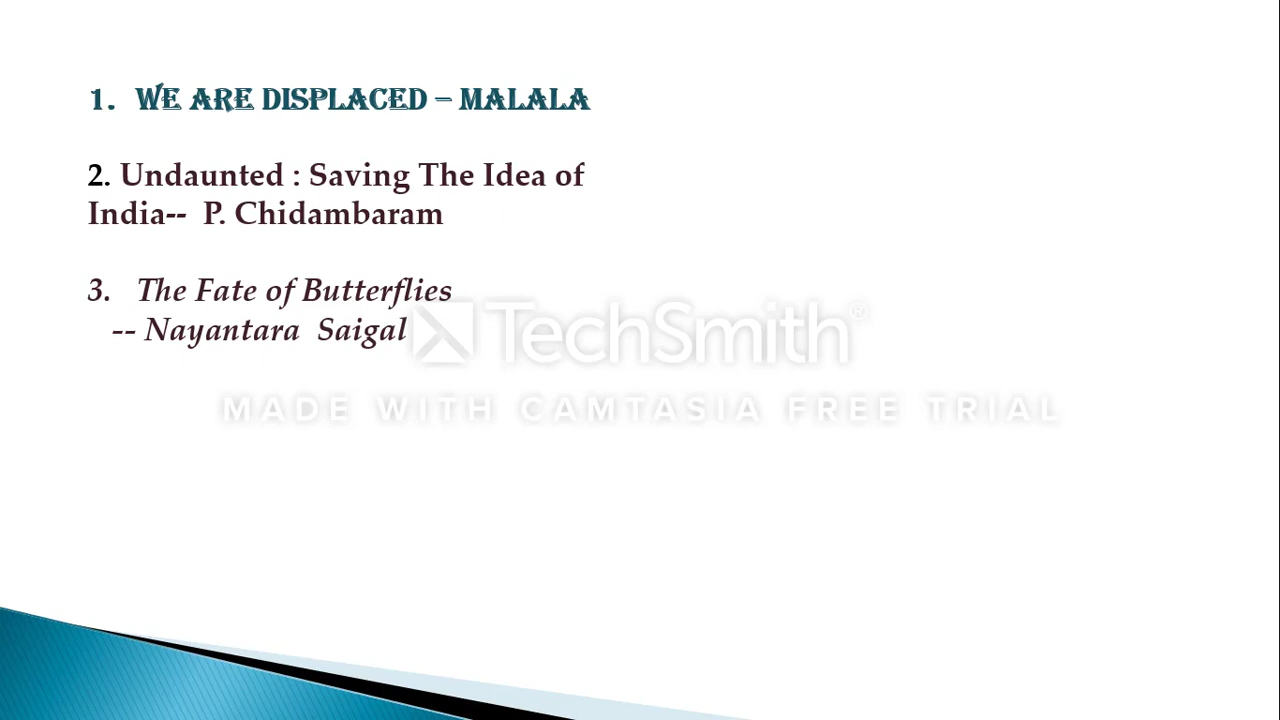 1. WE ARE DISPLACED – MALALA
2. Undaunted : Saving The Idea of
India-- P. Chidambaram
3. The Fate of Butterflies
-- Nayantara Saigal
TechSmith®
MADE WITH CAMTASIA FREE TRIAL